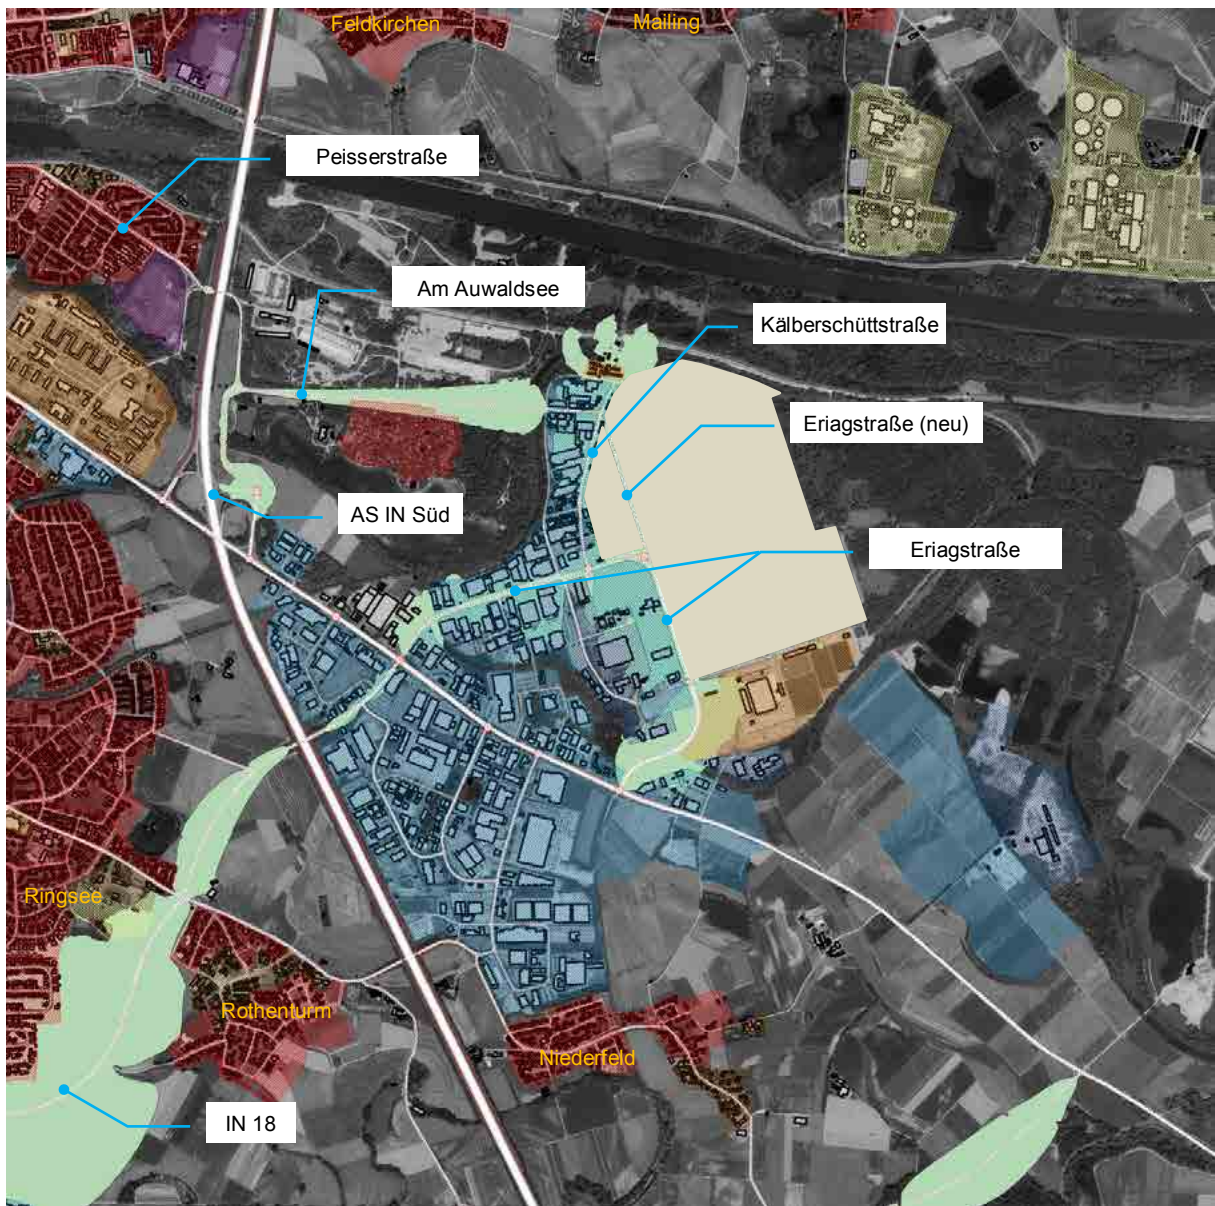 Feldkirchen
Mailing
Peisserstraße
Am Auwaldsee
Kälberschüttstraße
Eriagstraße (neu)
AS IN Süd
Eriagstraße
Ringsee
Rothenturm
Niederfeld
IN 18